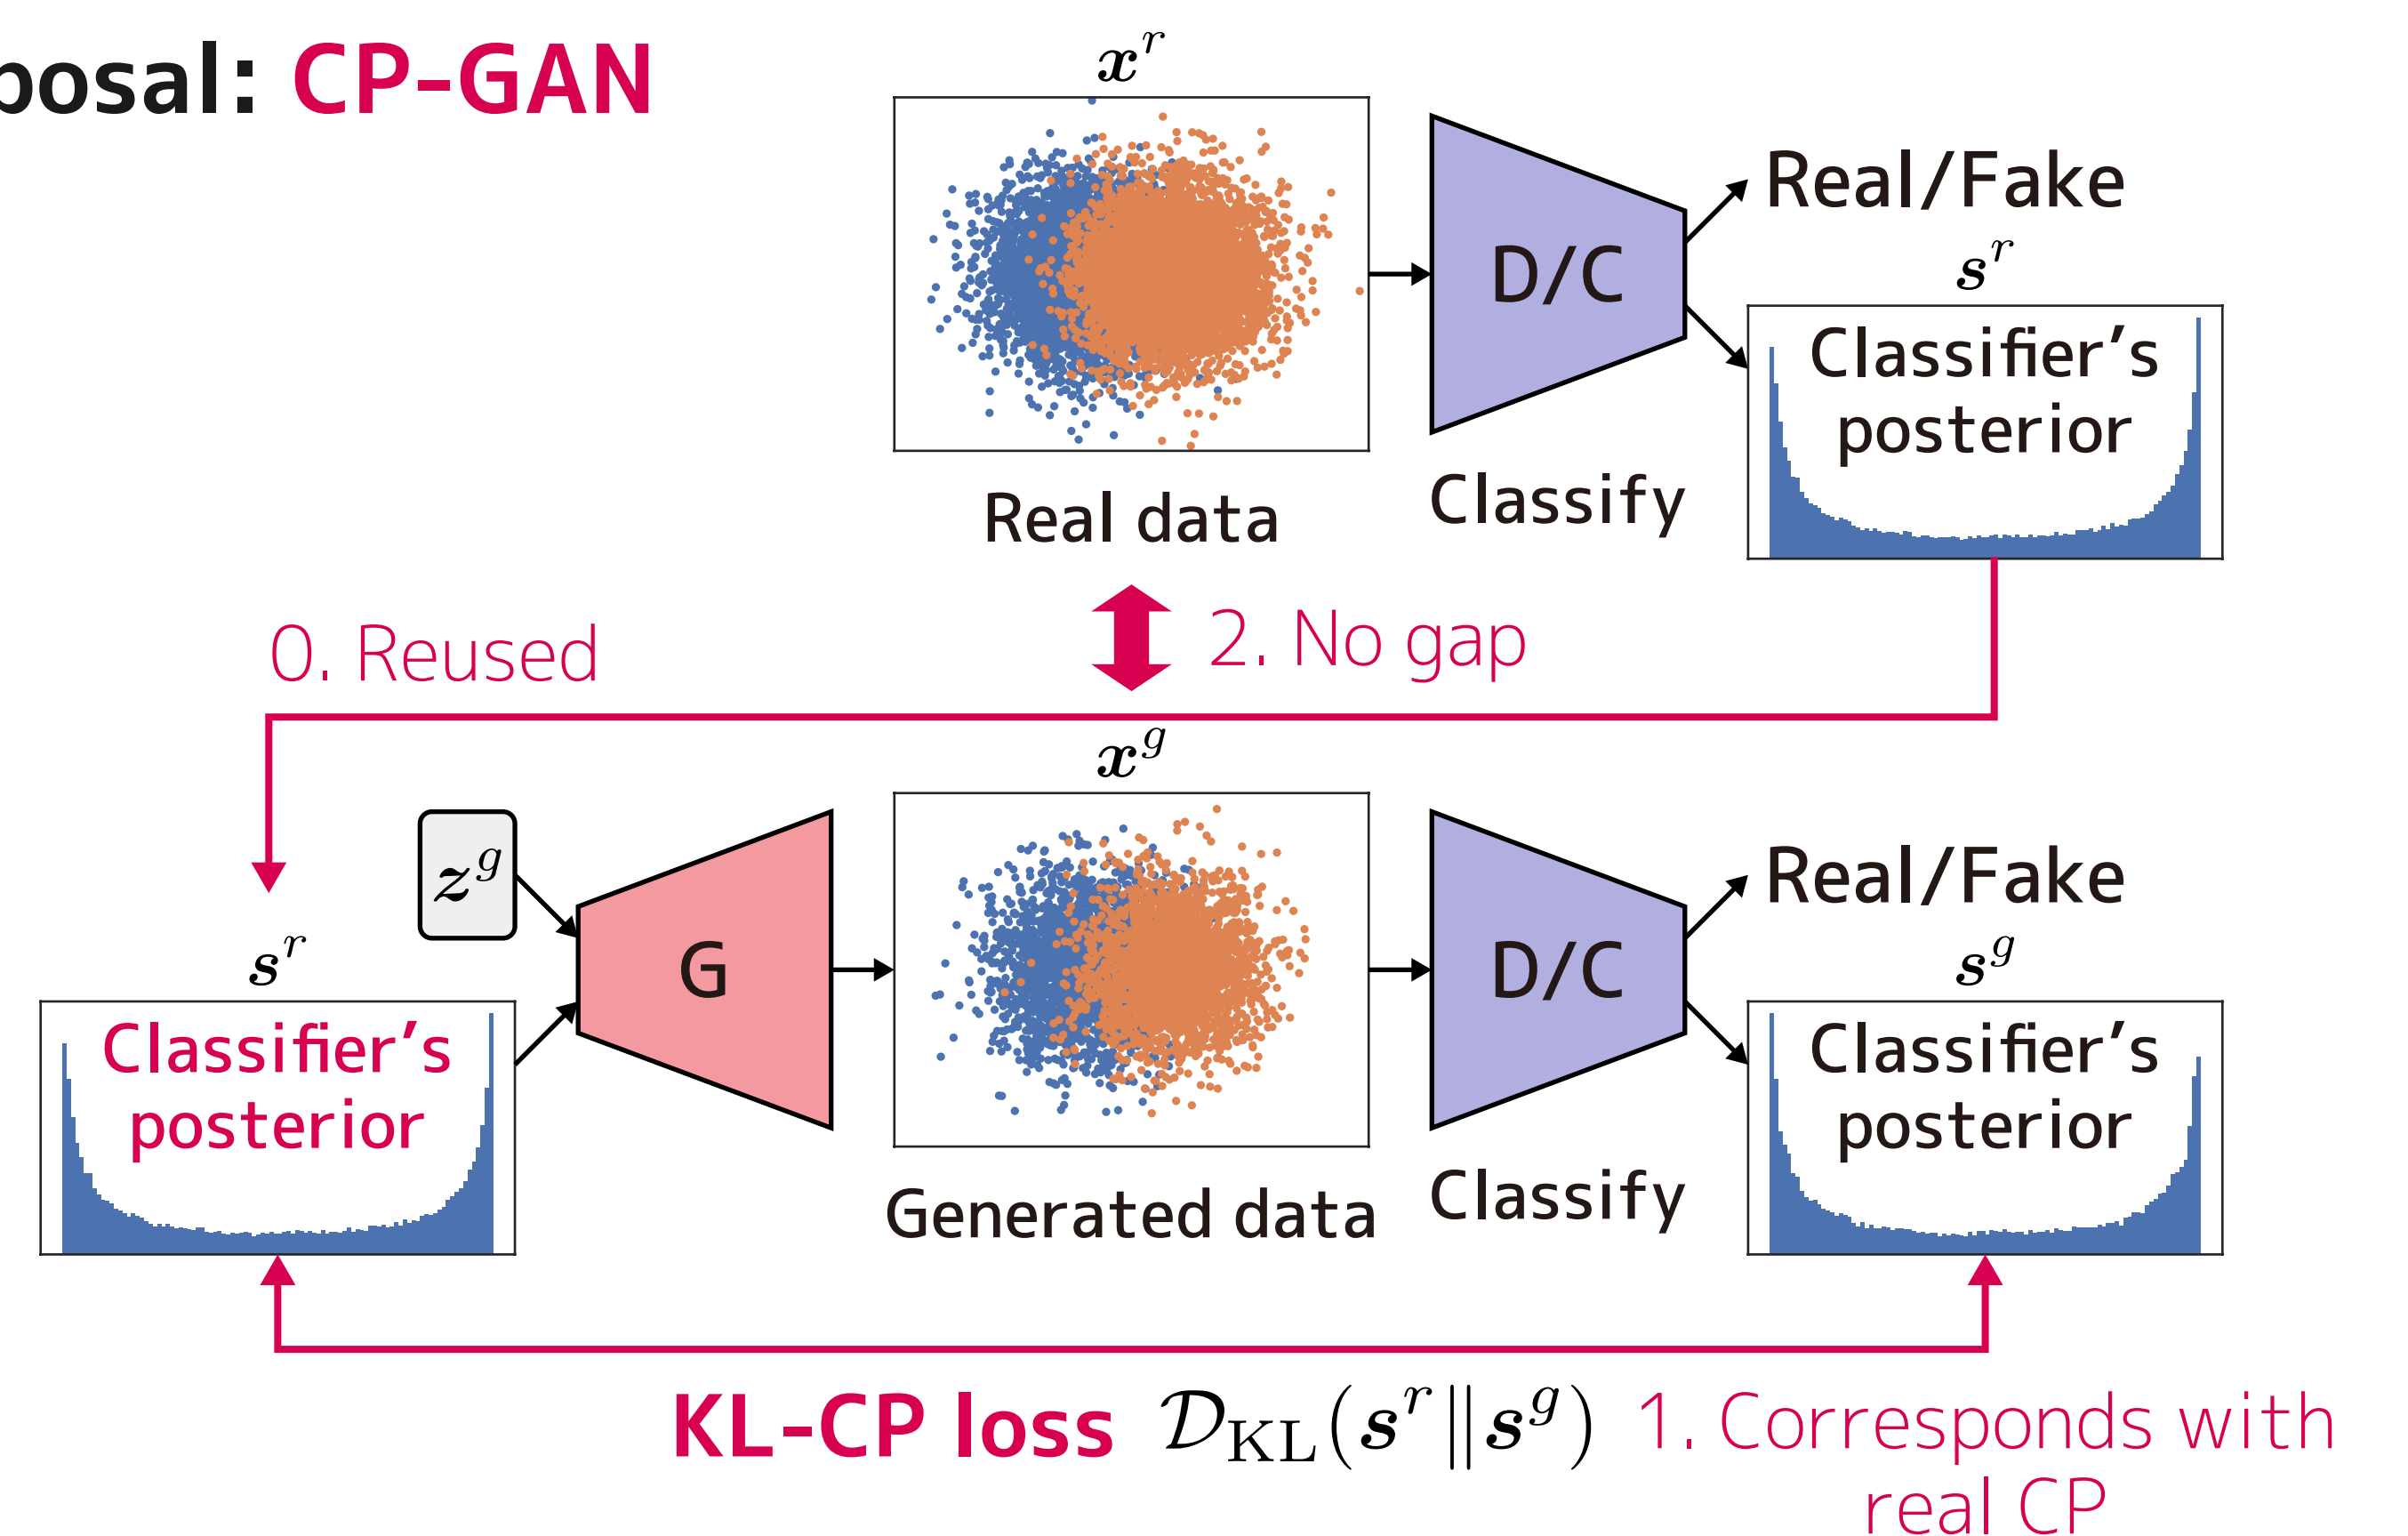 posal: CP-GAN
x^r
D/C
Real/Fake
s^r
Classifier's
posterior
Real data
Classify
0. Reused
2. No gap
x^g
z^g
G
D/C
Real/Fake
s^r
s^g
Classifier's
posterior
Classifier's
posterior
Generated data
Classify
KL-CP loss D_KL(s^r||s^g) 1. Corresponds with
real CP